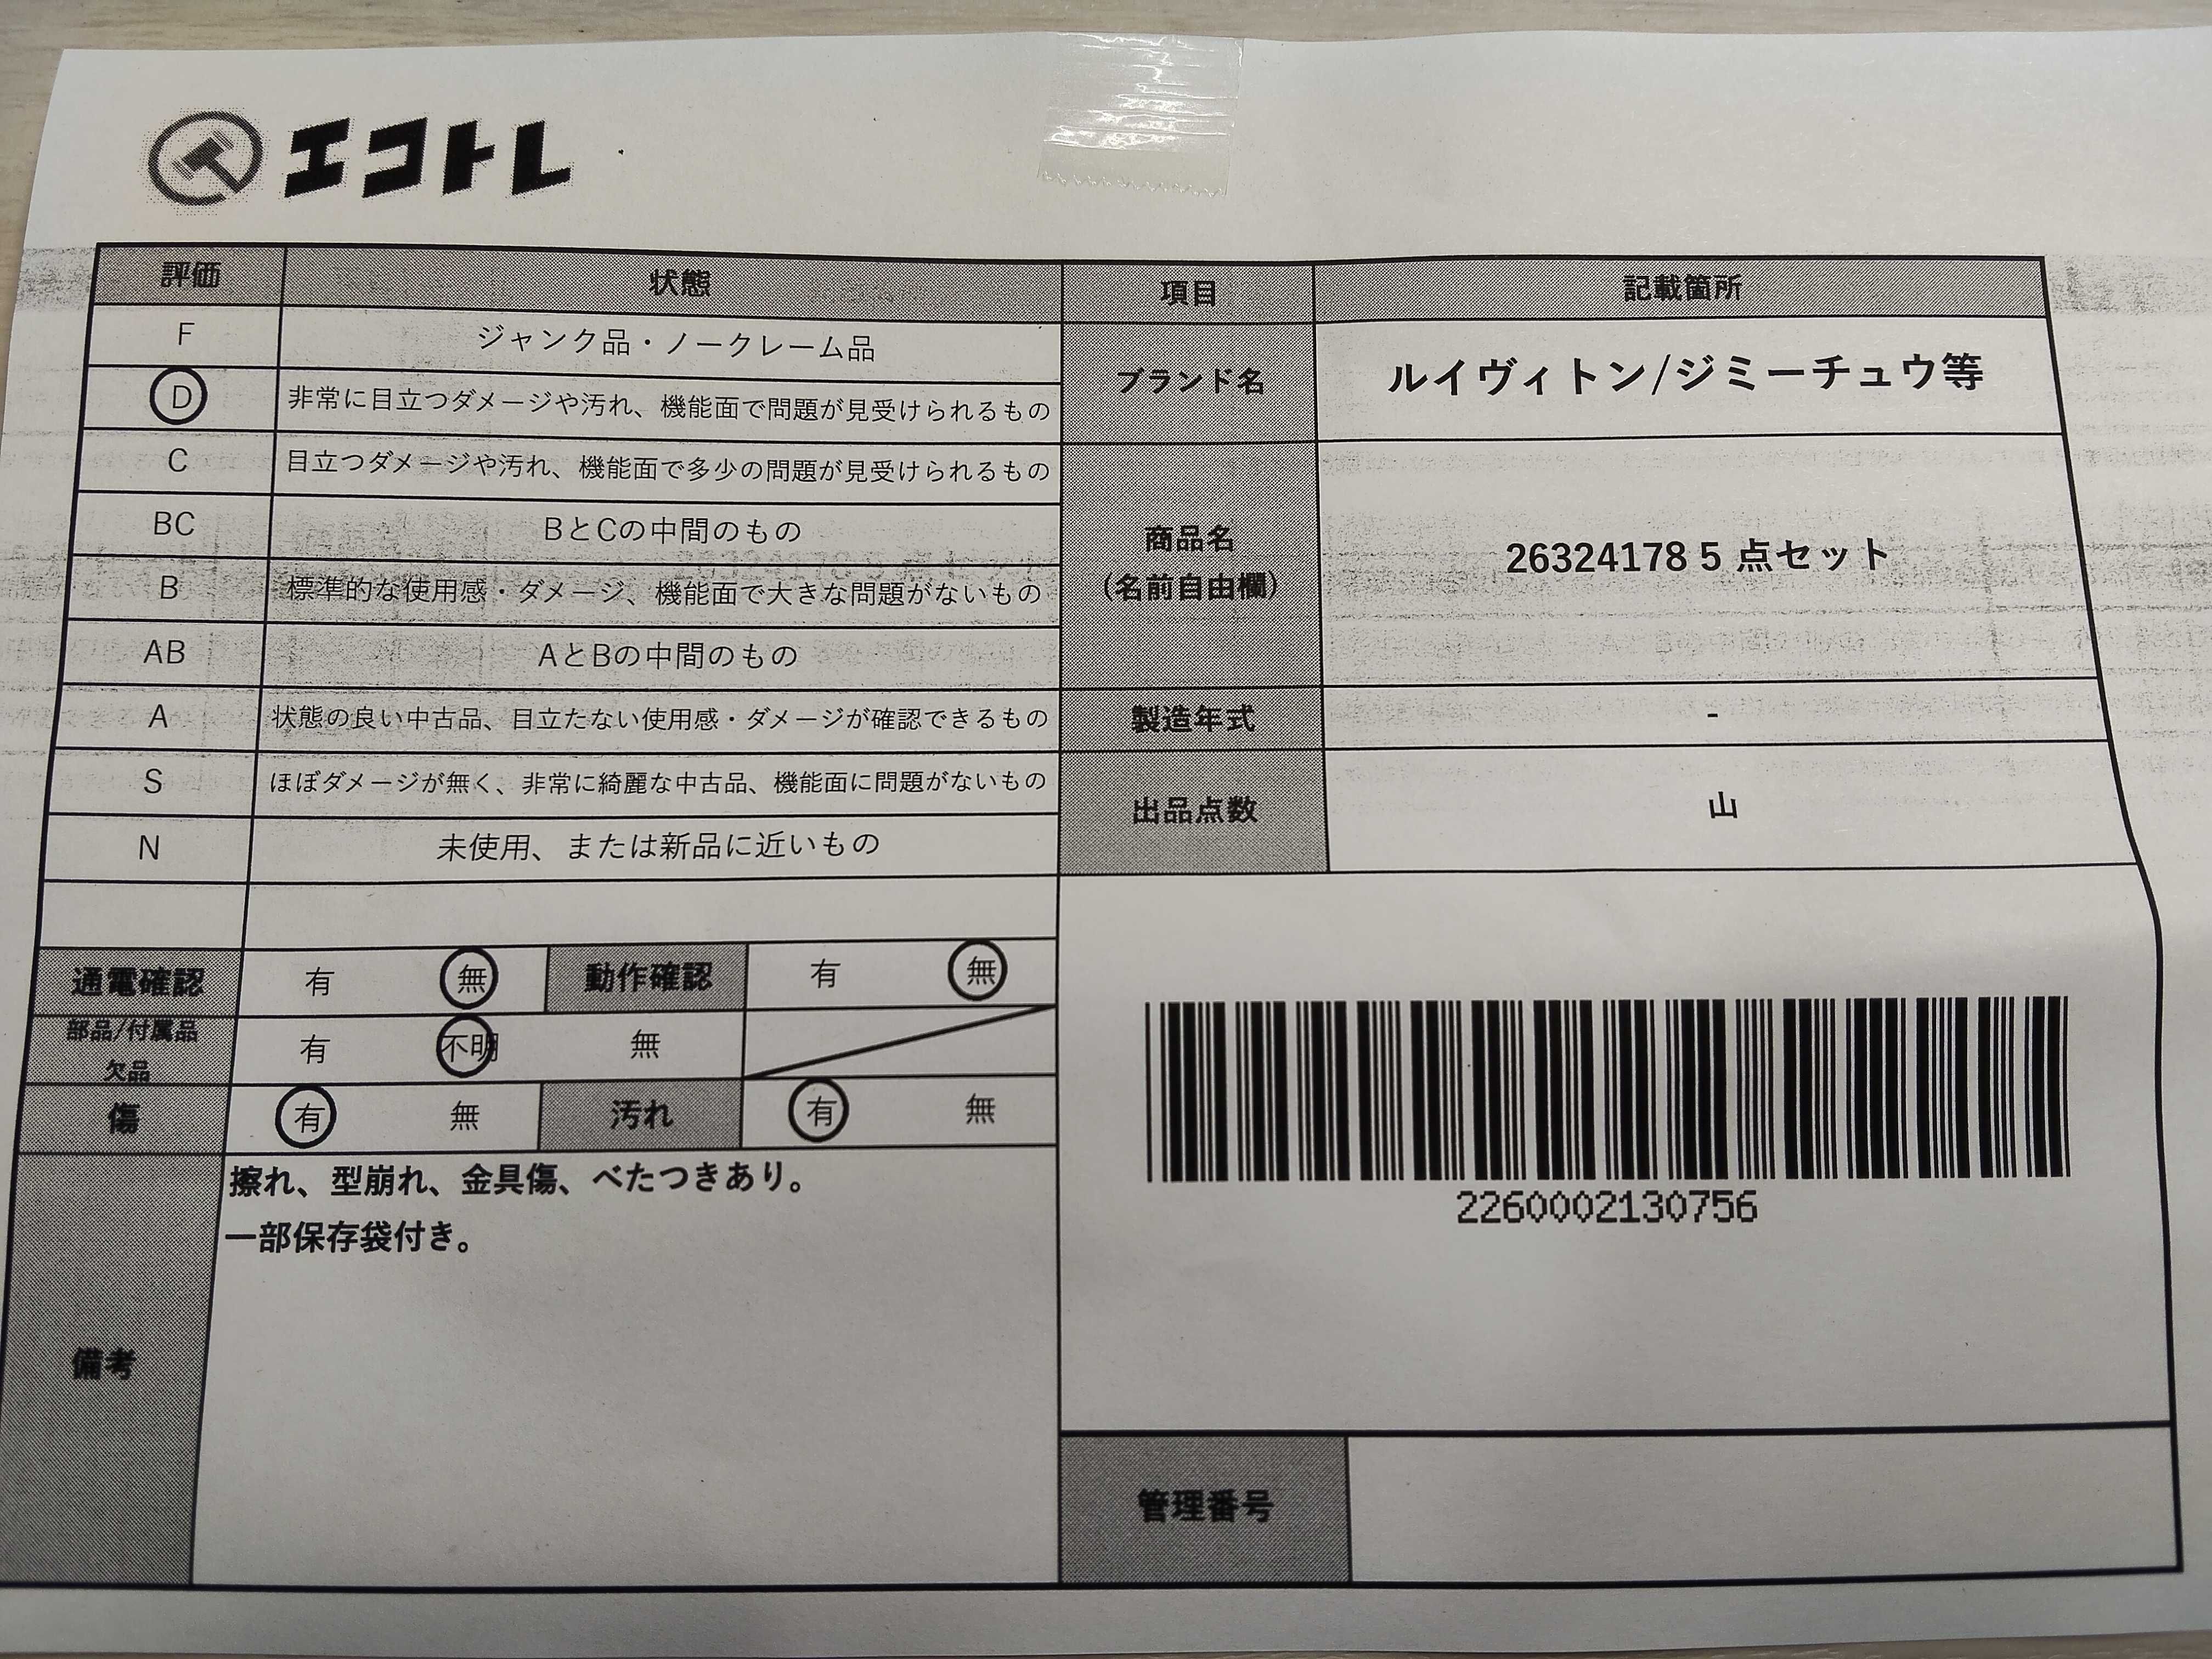 エコトレ
評価 状態 項目 記載箇所
F ジャンク品・ノークレーム品
D 非常に目立つダメージや汚れ、機能面で問題が見受けられるもの
ブランド名 ルイヴィトン/ジミーチュウ等
C 目立つダメージや汚れ、機能面で多少の問題が見受けられるもの
BC BとCの中間のもの
商品名
(名前自由欄)
26324178 5 点セット
B 標準的な使用感・ダメージ、機能面で大きな問題がないもの
AB AとBの中間のもの
A 状態の良い中古品、目立たない使用感・ダメージが確認できるもの
製造年式 -
S ほぼダメージが無く、非常に綺麗な中古品、機能面に問題がないもの
出品点数 山
N 未使用、または新品に近いもの
通電確認 有 無 動作確認 有 無
部品/付属品
欠品
有 不明 無
傷 有 無 汚れ 有 無
備考
擦れ、型崩れ、金具傷、べたつきあり。
一部保存袋付き。
2260002130756
管理番号